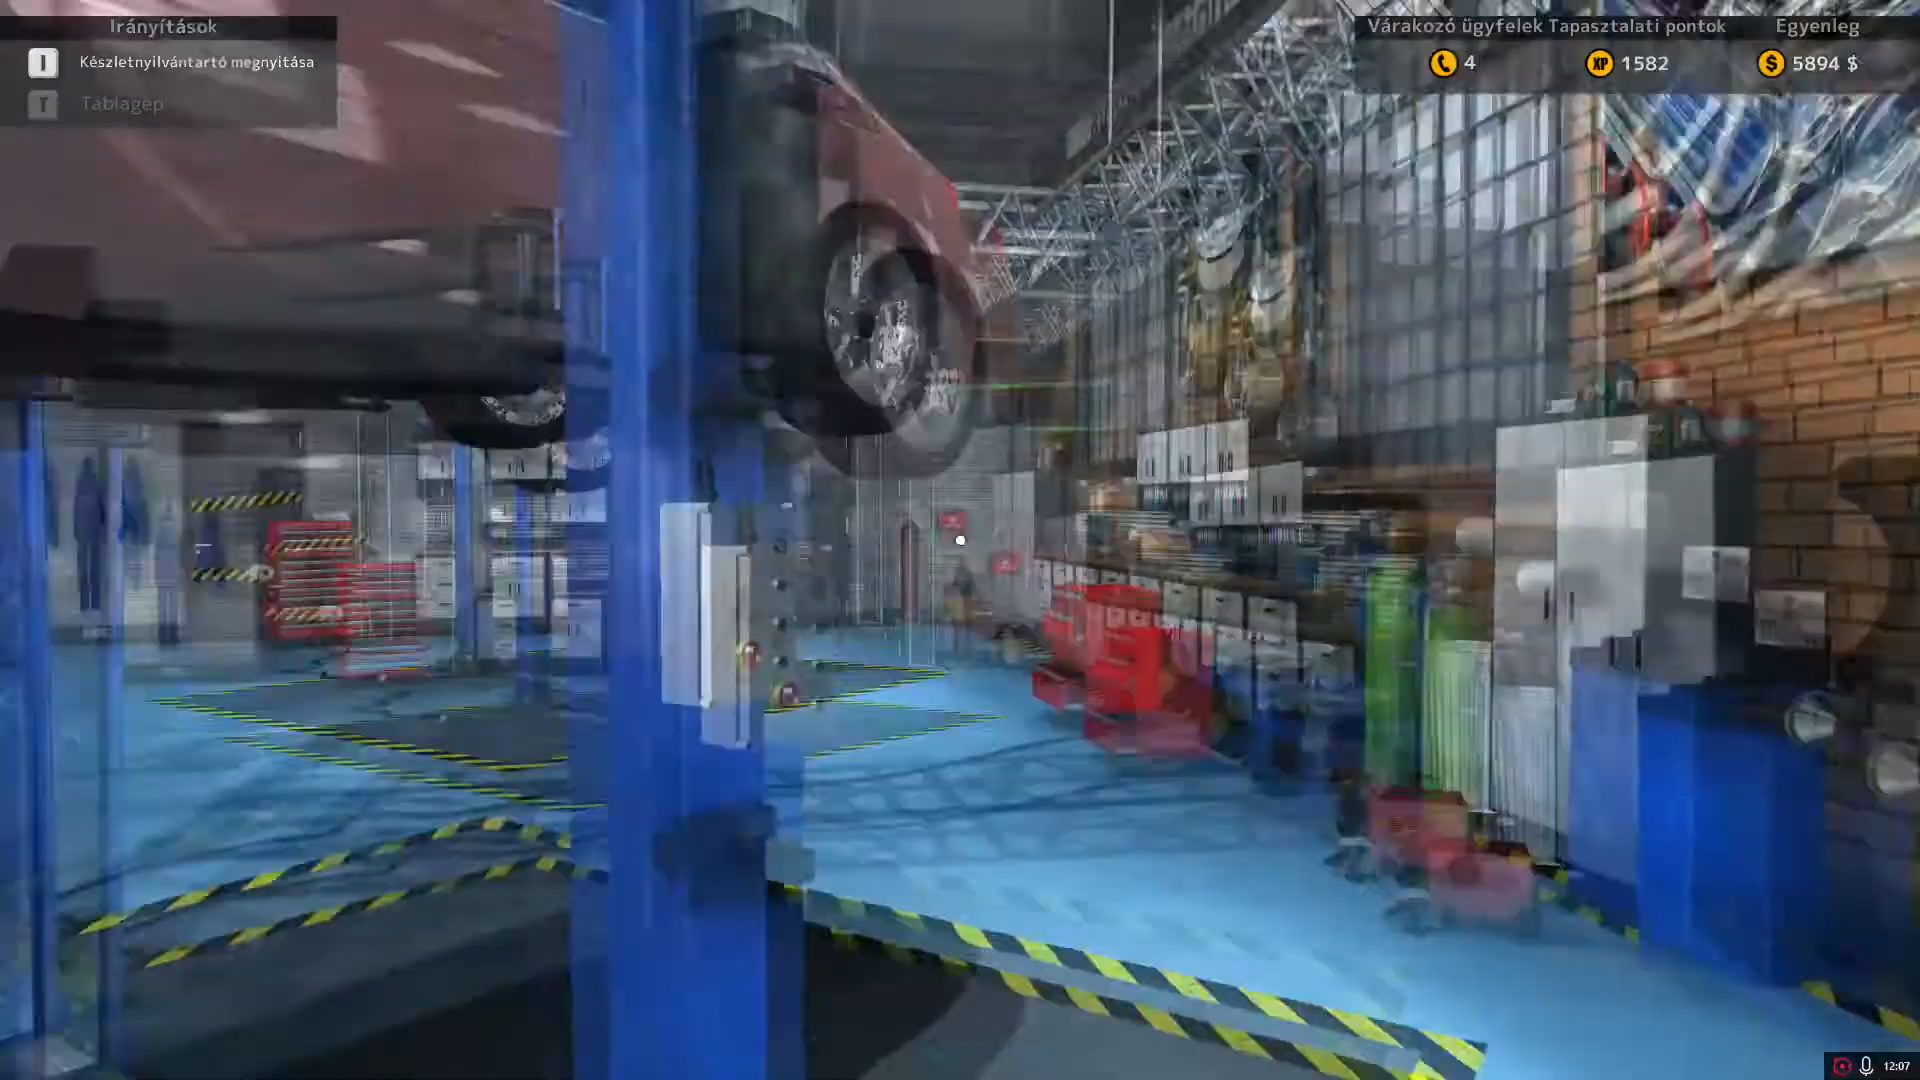 Irányítások
I Készletnyilvántartó megnyitása
T Táblagép
Várakozó ügyfelek Tapasztalati pontok Egyenleg
4 XP 1582 $ 5894 $
12:07